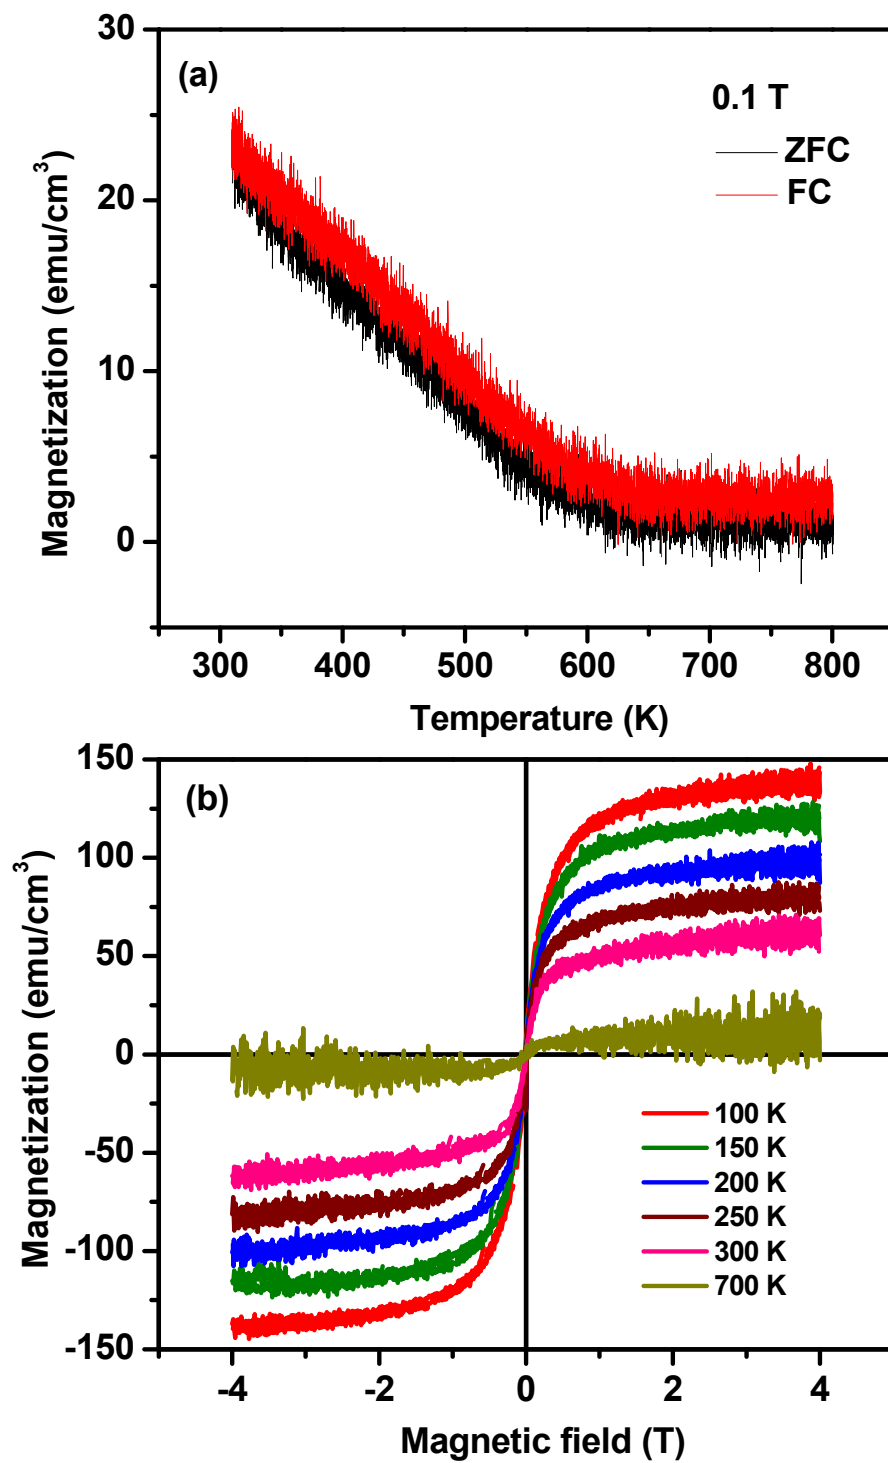 30
(a)
0.1 T
ZFC
FC
20
10
0
Magnetization (emu/cm³)
300 400 500 600 700 800
Temperature (K)
150
(b)
100
50
0
-50
-100
-150
Magnetization (emu/cm³)
100 K
150 K
200 K
250 K
300 K
700 K
-4 -2 0 2 4
Magnetic field (T)